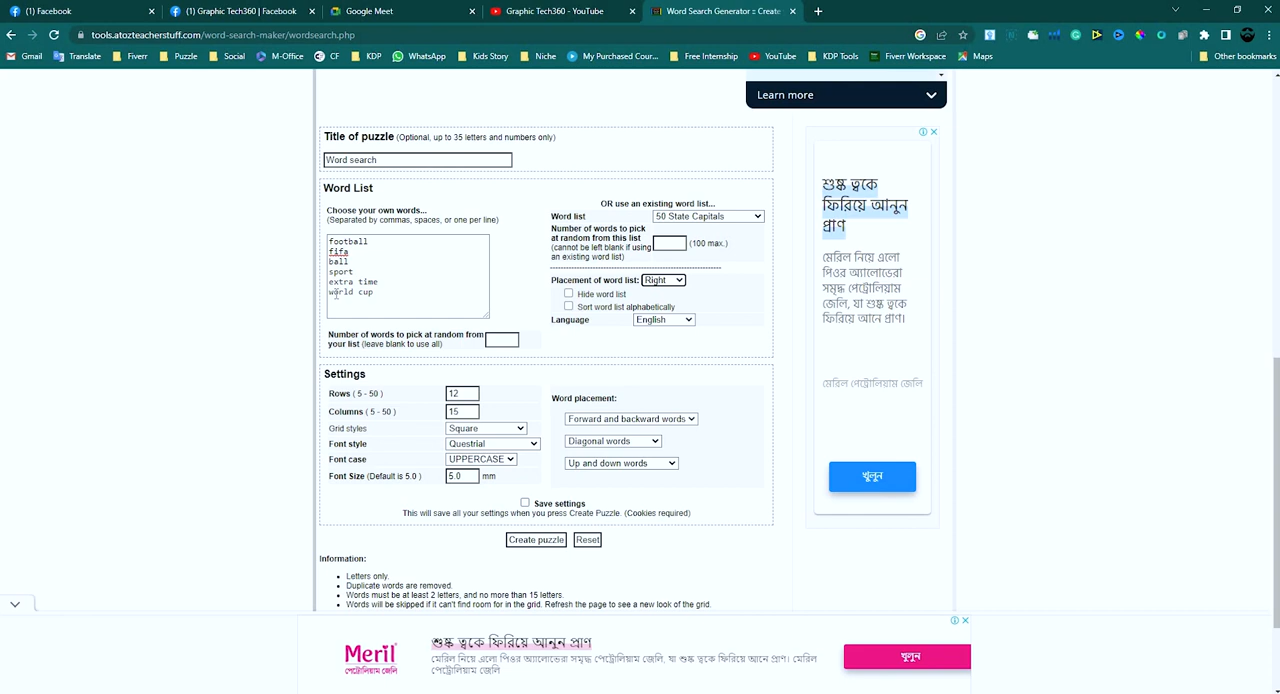 (1) Facebook
(1) Graphic Tech360 | Facebook
Google Meet
Graphic Tech360 - YouTube
Word Search Generator :: Create
tools.atozteacherstuff.com/word-search-maker/wordsearch.php
Gmail
Translate
Fiverr
Puzzle
Social
M-Office
CF
KDP
WhatsApp
Kids Story
Niche
My Purchased Cour...
Free Internship
YouTube
KDP Tools
Fiverr Workspace
Maps
Other bookmarks
Learn more
Title of puzzle (Optional, up to 35 letters and numbers only)
Word search
Word List
Choose your own words...
(Separated by commas, spaces, or one per line)
football
fifa
ball
sport
extra time
world cup
Number of words to pick at random from
your list (leave blank to use all)
OR use an existing word list...
Word list
50 State Capitals
Number of words to pick
at random from this list
(cannot be left blank if using
an existing word list)
(100 max.)
Placement of word list:
Right
Hide word list
Sort word list alphabetically
Language
English
Settings
Rows ( 5 - 50 )
12
Columns ( 5 - 50 )
15
Grid styles
Square
Font style
Questrial
Font case
UPPERCASE
Font Size (Default is 5.0 )
5.0
mm
Word placement:
Forward and backward words
Diagonal words
Up and down words
Save settings
This will save all your settings when you press Create Puzzle. (Cookies required)
Create puzzle
Reset
Information:
Letters only.
Duplicate words are removed.
Words must be at least 2 letters, and no more than 15 letters.
Words will be skipped if it can't find room for in the grid. Refresh the page to see a new look of the grid.
শুষ্ক ত্বকে
ফিরিয়ে আনুন
প্রাণ
মেরিল নিয়ে এলো
পিওর অ্যালোভেরা
সমৃদ্ধ পেট্রোলিয়াম
জেলি, যা শুষ্ক ত্বকে
ফিরিয়ে আনে প্রাণ।
মেরিল পেট্রোলিয়াম জেলি
খুলুন
Meril
পেট্রোলিয়াম জেলি
শুষ্ক ত্বকে ফিরিয়ে আনুন প্রাণ
মেরিল নিয়ে এলো পিওর অ্যালোভেরা সমৃদ্ধ পেট্রোলিয়াম জেলি, যা শুষ্ক ত্বকে ফিরিয়ে আনে প্রাণ। মেরিল
পেট্রোলিয়াম জেলি
খুলুন